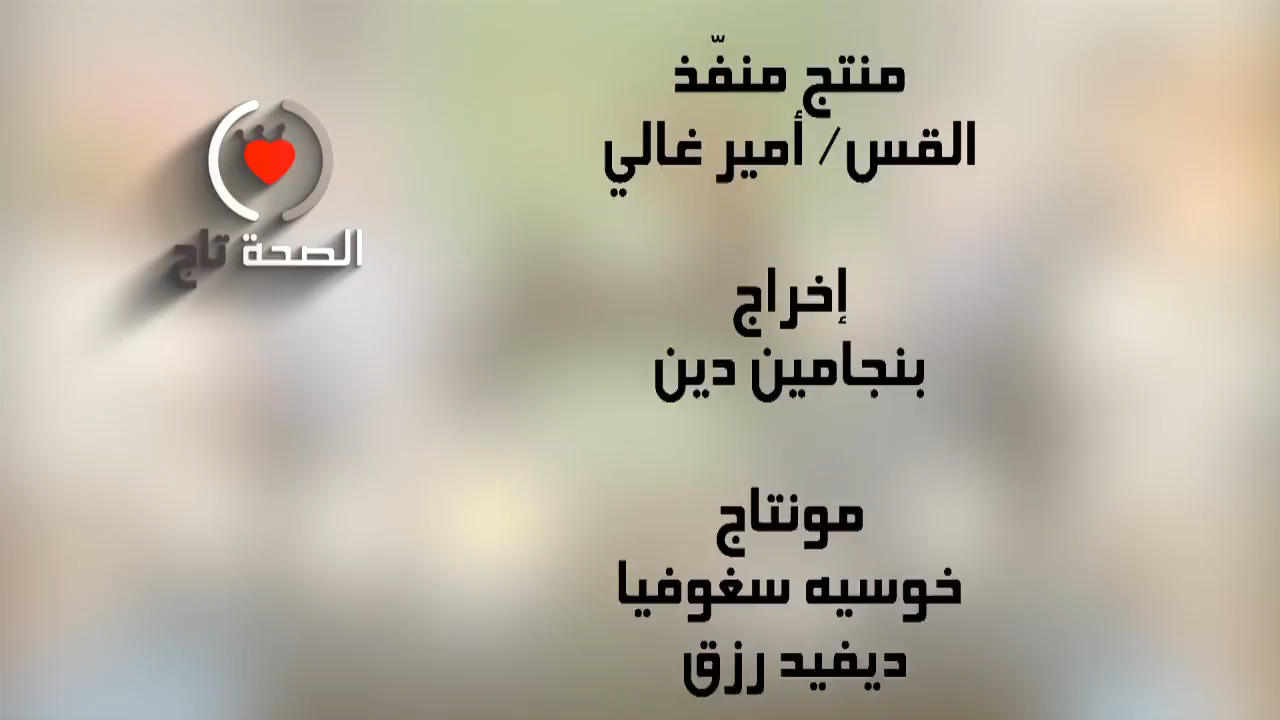 منتج منفّذ
القس/ أمير غالي
إخراج
بنجامين دين
مونتاج
خوسيه سغوفيا
ديفيد رزق
الصحة تاج